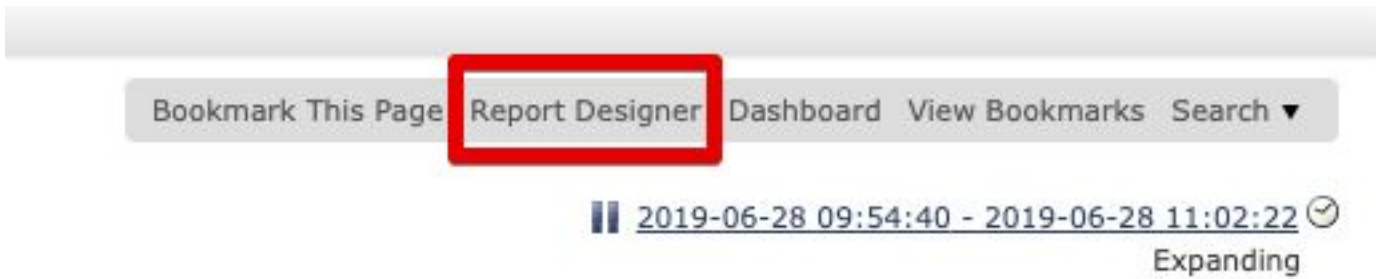 Bookmark This Page Report Designer Dashboard View Bookmarks Search ▼
2019-06-28 09:54:40 - 2019-06-28 11:02:22
Expanding